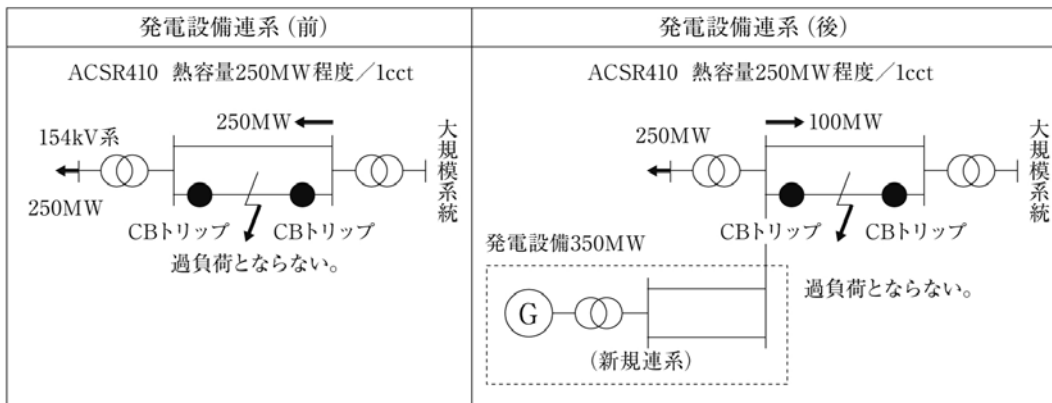 発電設備連系（前）
ACSR410 熱容量250MW程度／1cct
250MW
154kV系
250MW
CBトリップ
CBトリップ
過負荷とならない。
大規模系統
発電設備連系（後）
ACSR410 熱容量250MW程度／1cct
250MW
100MW
CBトリップ
CBトリップ
大規模系統
発電設備350MW
過負荷とならない。
G
（新規連系）